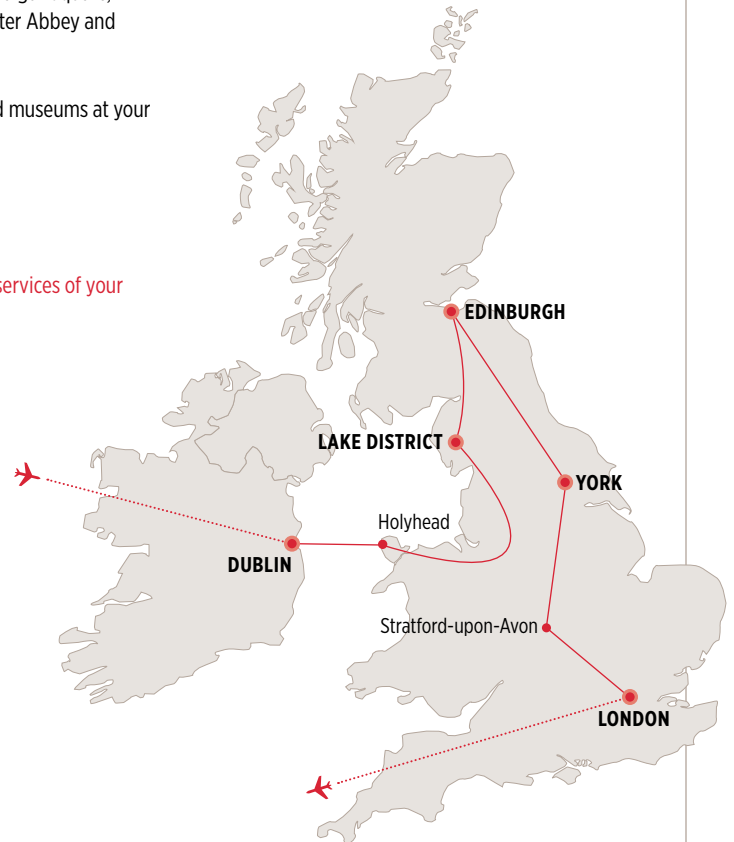 ter Abbey and
d museums at your
services of your
EDINBURGH
LAKE DISTRICT
YORK
Holyhead
DUBLIN
Stratford-upon-Avon
LONDON